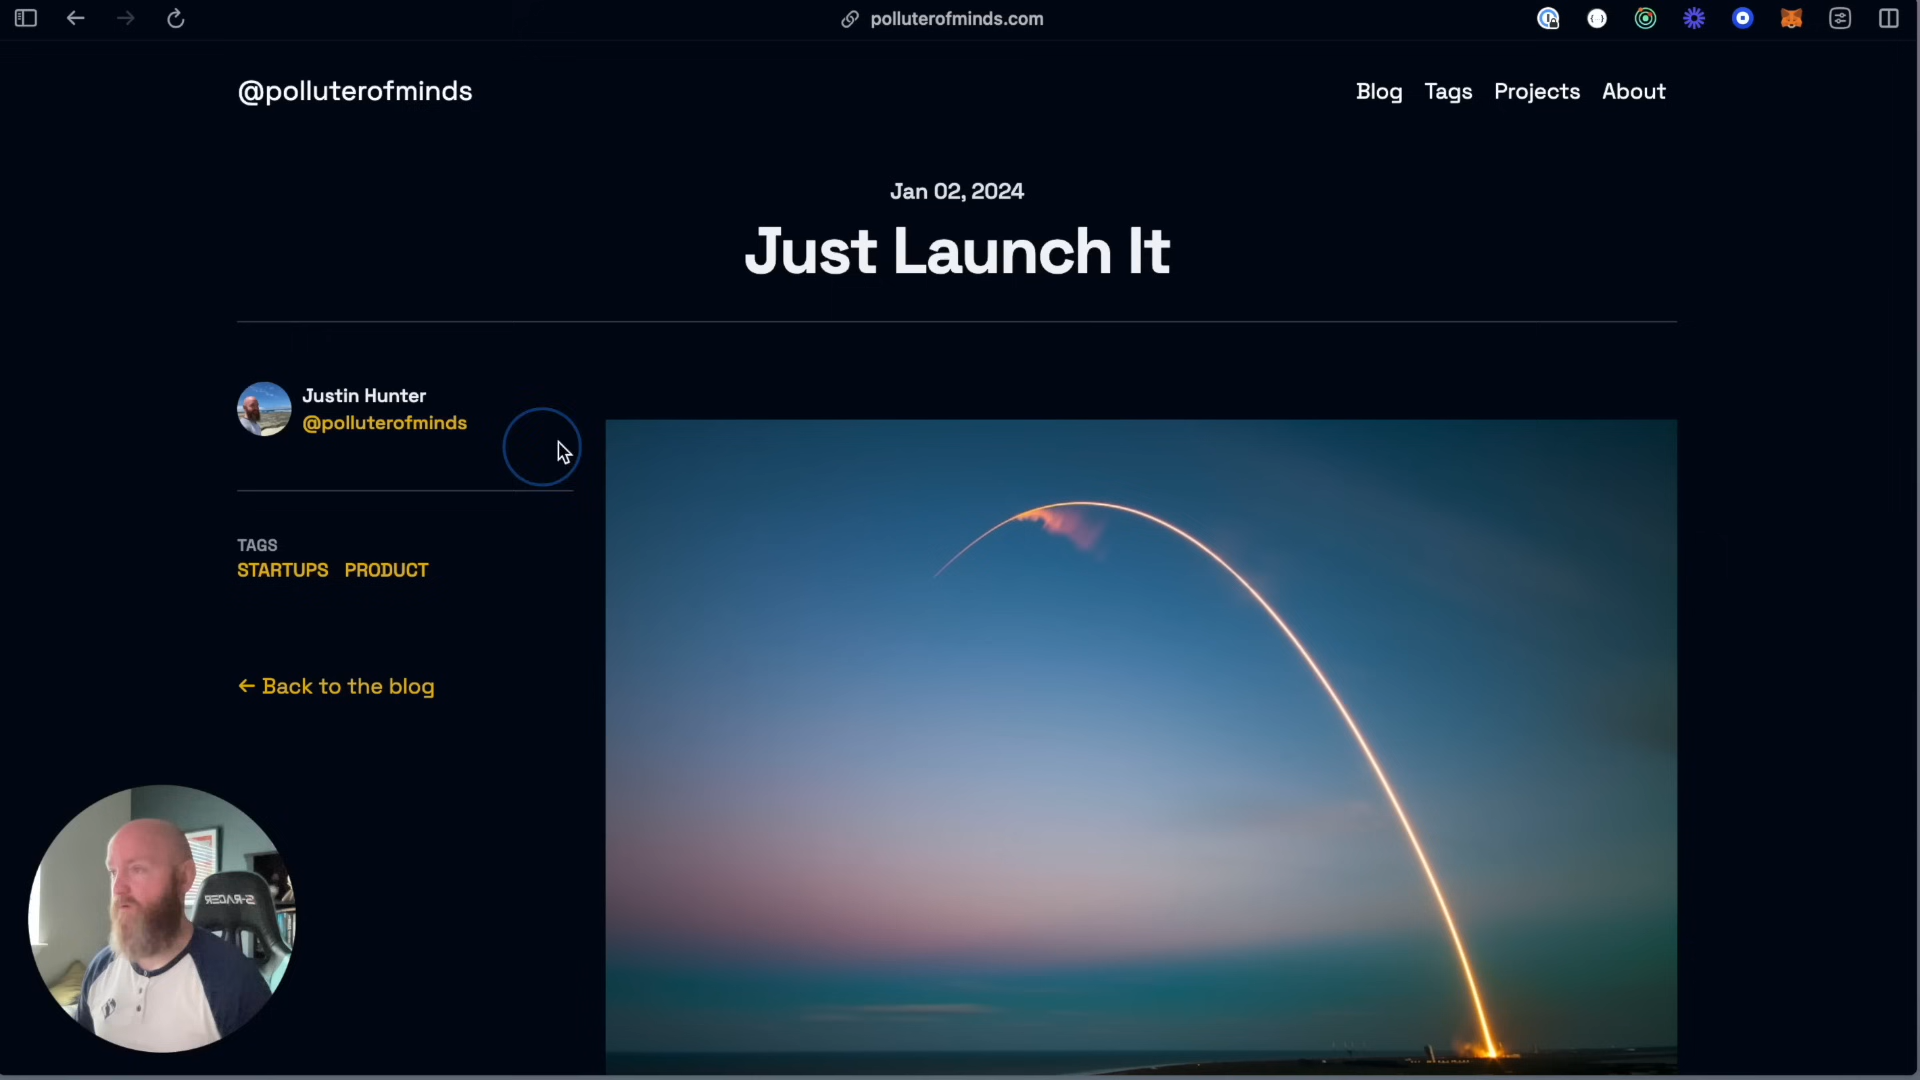 polluterofminds.com
@polluterofminds
Blog Tags Projects About
Jan 02, 2024
Just Launch It
Justin Hunter
@polluterofminds
TAGS
STARTUPS PRODUCT
← Back to the blog
S-RACER